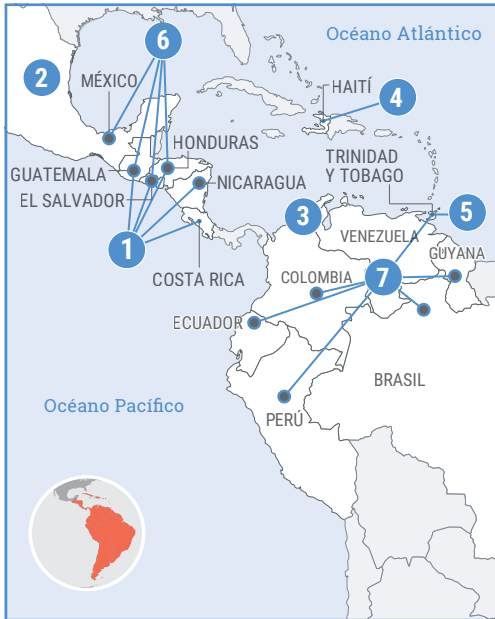 6
Océano Atlántico
2
MÉXICO
HAITÍ
4
HONDURAS
TRINIDAD
Y TOBAGO
GUATEMALA
NICARAGUA
EL SALVADOR
3
5
1
VENEZUELA
GUYANA
COSTA RICA
COLOMBIA
7
ECUADOR
BRASIL
Océano Pacífico
PERÚ